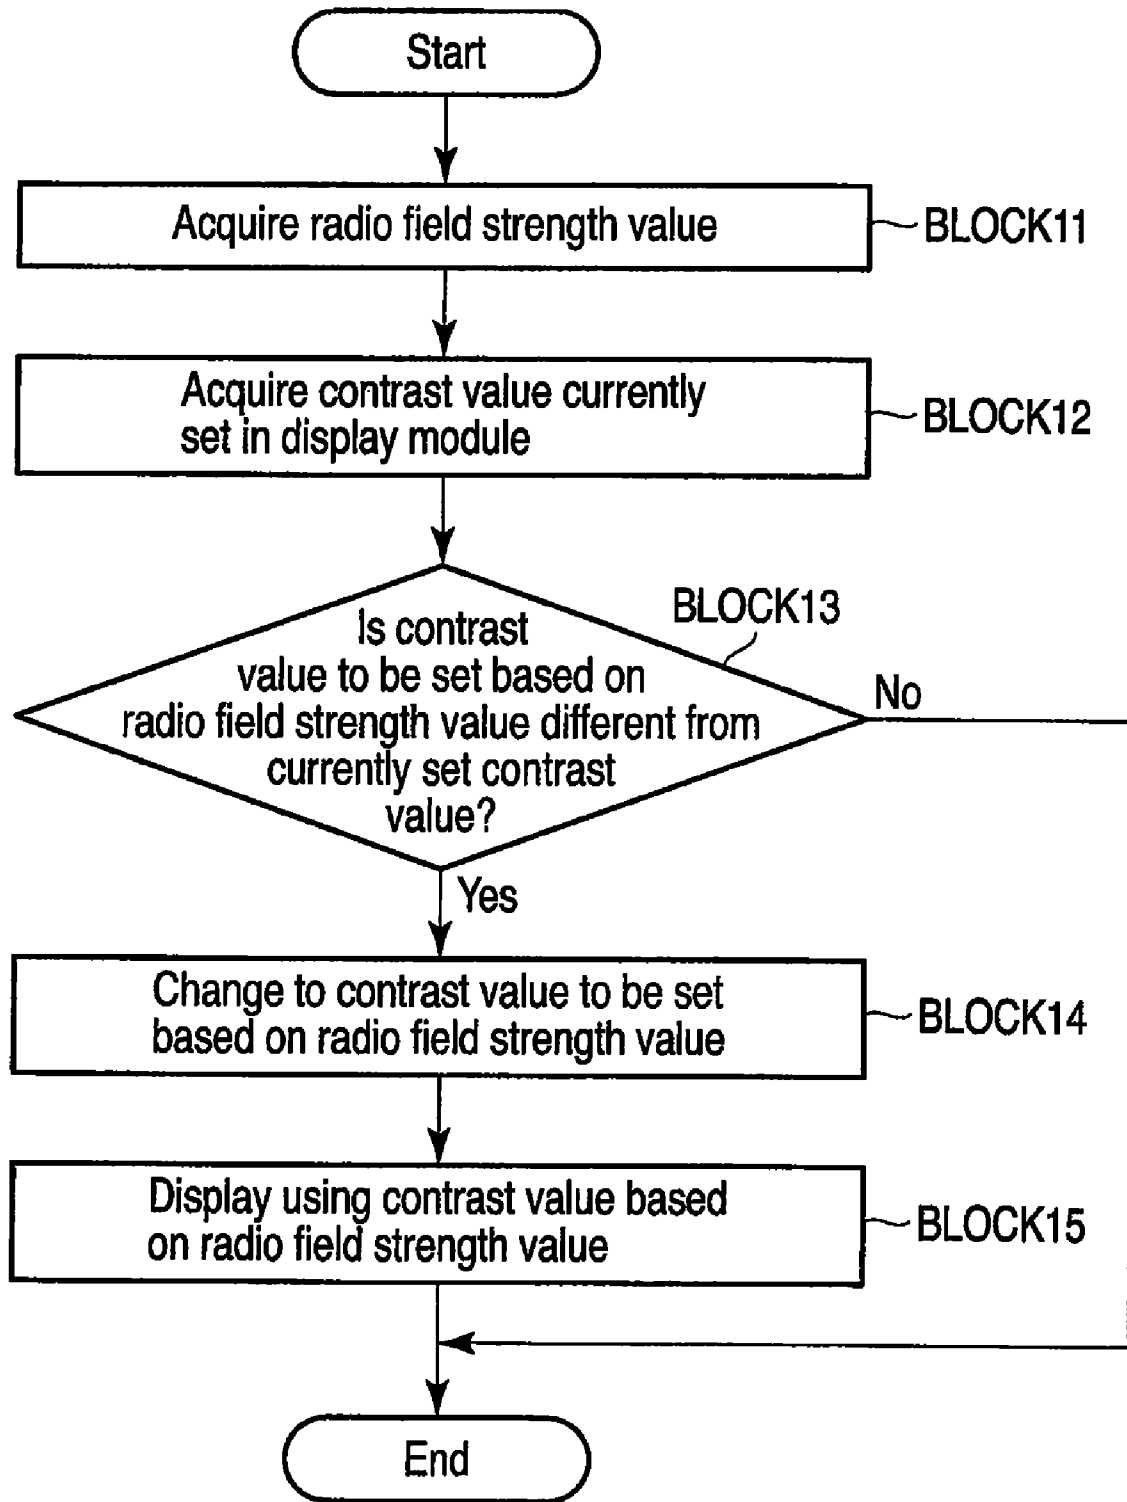 Start
Acquire radio field strength value
BLOCK11
Acquire contrast value currently
set in display module
BLOCK12
BLOCK13
Is contrast
value to be set based on
radio field strength value different from
currently set contrast
value?
No
Yes
Change to contrast value to be set
based on radio field strength value
BLOCK14
Display using contrast value based
on radio field strength value
BLOCK15
End